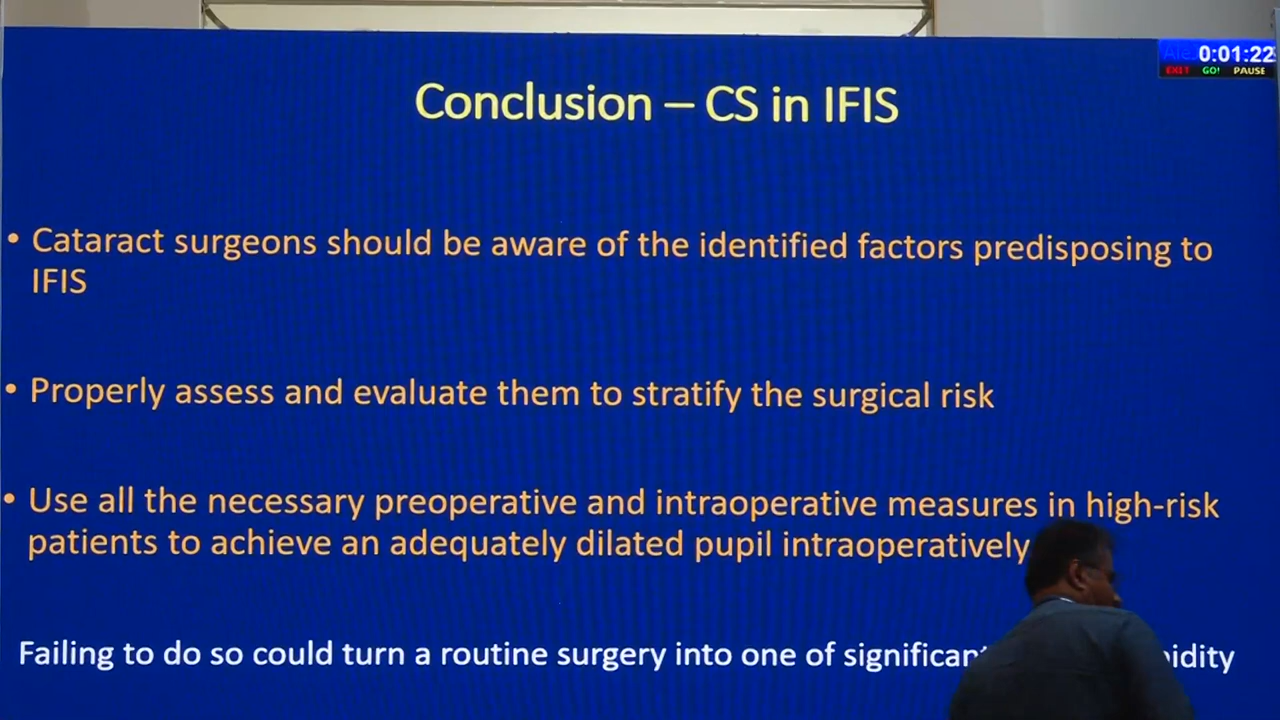 0:01:22
EXIT GO! PAUSE
Conclusion – CS in IFIS
• Cataract surgeons should be aware of the identified factors predisposing to
IFIS
• Properly assess and evaluate them to stratify the surgical risk
• Use all the necessary preoperative and intraoperative measures in high-risk
patients to achieve an adequately dilated pupil intraoperatively
Failing to do so could turn a routine surgery into one of